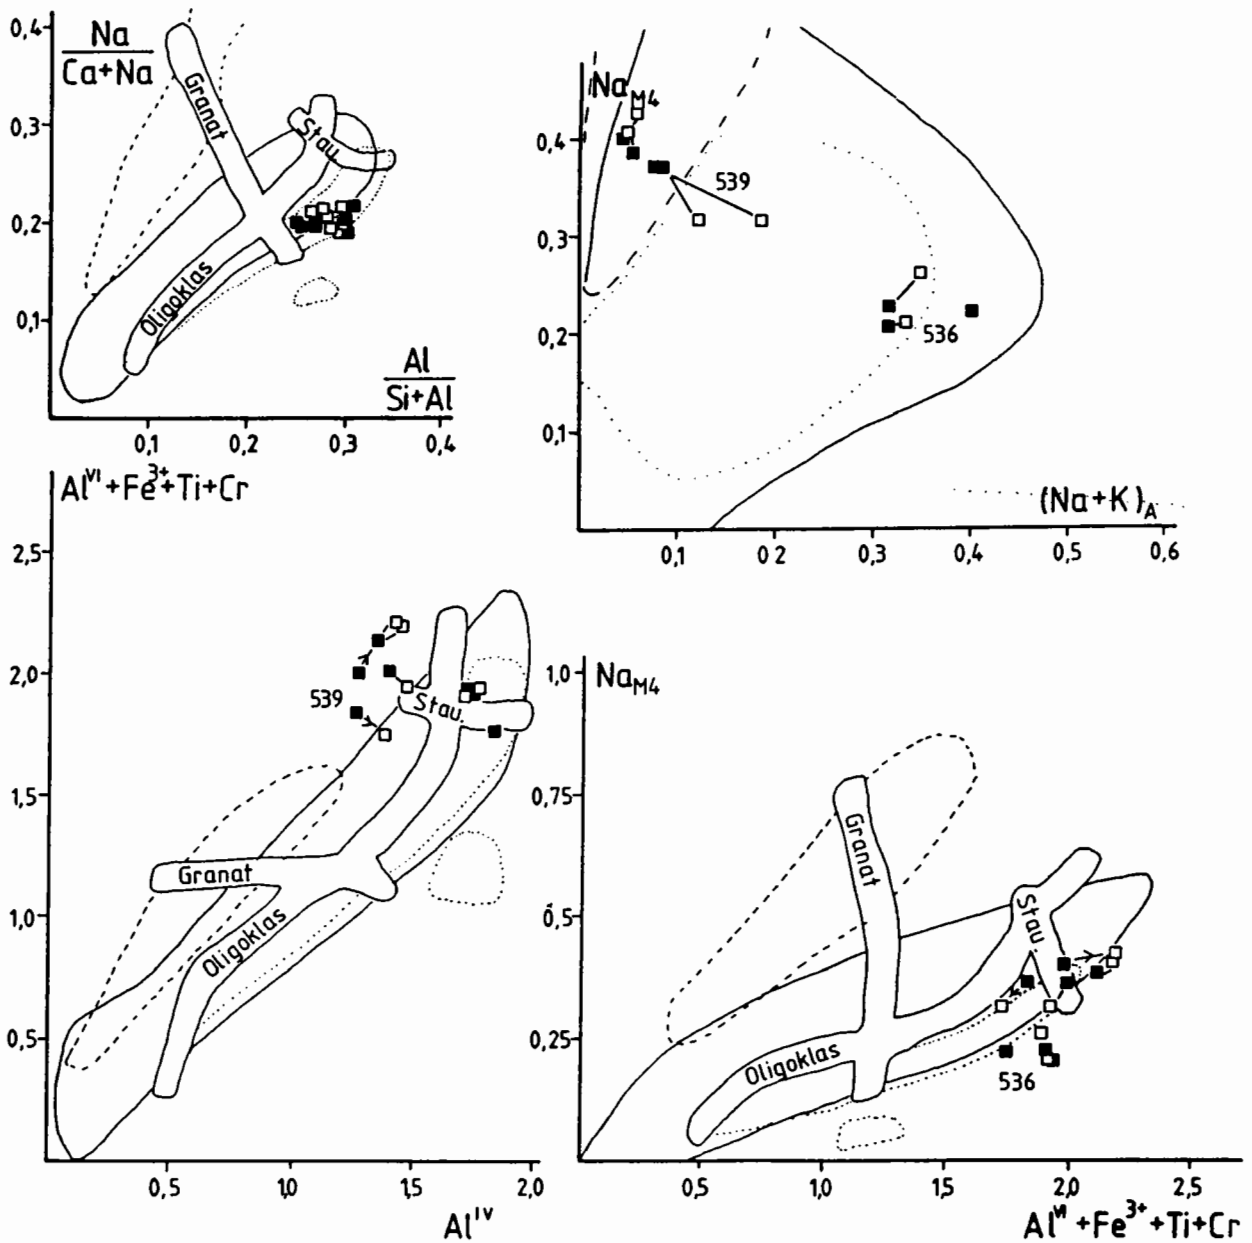 0,4
Na
Ca+Na
0,3
0,2
0,1
Granat
Stau.
Oligoklas
Al
Si+Al
0,1 0,2 0,3 0,4
Na M4
0,4
0,3
0,2
0,1
539
536
(Na+K)A
0,1 0 2 0,3 0,4 0,5 0,6
Al VI +Fe 3+ +Ti+Cr
2,5
2,0
1,5
1,0
0,5
539
Stau.
Granat
Oligoklas
0,5 1,0 1,5 2,0
Al IV
Na M4
1,0
0,75
0,5
0,25
Granat
Stau.
Oligoklas
536
0,5 1,0 1,5 2,0 2,5
Al VI +Fe 3+ +Ti+Cr